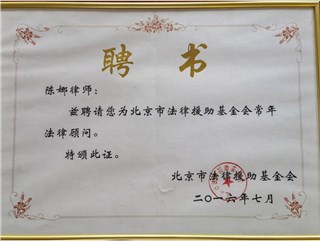 聘书
陈娜律师：
兹聘请您为北京市法律援助基金会常年
法律顾问。
特颁此证。
北京市法律援助基金会
二〇一六年七月